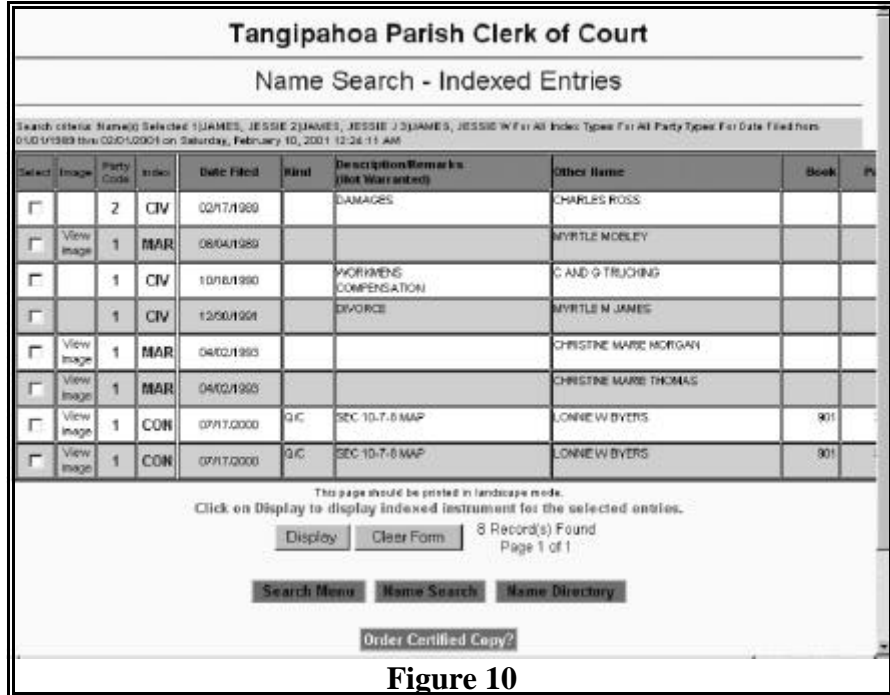 Tangipahoa Parish Clerk of Court
Name Search - Indexed Entries
Search criteria: Name(s) Selected 1)JAMES, JESSIE 2)JAMES, JESSIE J 3)JAMES, JESSIE W For All Index Types For All Party Types For Date Filed from
01/01/1989 thru 02/01/2001 on Saturday, February 10, 2001 12:26:11 AM
Select Image Party Code Index Date Filed Kind Description/Remarks (Not Warranted) Other Name Book
2 CIV 02/17/1989 DAMAGES CHARLES ROSS
View Image 1 MAR 08/04/1989 MYRTLE MOBLEY
1 CIV 10/18/1990 WORKMENS COMPENSATION C AND G TRUCKING
1 CIV 12/30/1991 DIVORCE MYRTLE M JAMES
View Image 1 MAR 04/02/1993 CHRISTINE MARIE MORGAN
View Image 1 MAR 04/02/1993 CHRISTINE MARIE THOMAS
View Image 1 CON 07/17/2000 Q/C SEC 10-7-8 MAP LONNIE W BYERS 901
View Image 1 CON 07/17/2000 Q/C SEC 10-7-8 MAP LONNIE W BYERS 901
This page should be printed in landscape mode.
Click on Display to display indexed instrument for the selected entries.
Display Clear Form 8 Record(s) Found
Page 1 of 1
Search Menu Name Search Name Directory
Order Certified Copy?
Figure 10